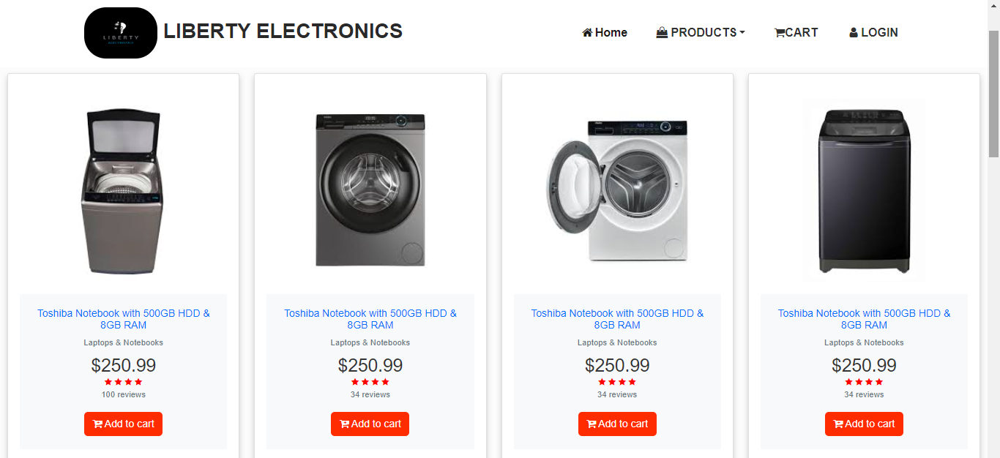 LIBERTY
ELECTRONICS
LIBERTY ELECTRONICS
Home
PRODUCTS
CART
LOGIN
Toshiba Notebook with 500GB HDD &
8GB RAM
Laptops & Notebooks
$250.99
100 reviews
Add to cart
Toshiba Notebook with 500GB HDD &
8GB RAM
Laptops & Notebooks
$250.99
34 reviews
Add to cart
Toshiba Notebook with 500GB HDD &
8GB RAM
Laptops & Notebooks
$250.99
34 reviews
Add to cart
Toshiba Notebook with 500GB HDD &
8GB RAM
Laptops & Notebooks
$250.99
34 reviews
Add to cart